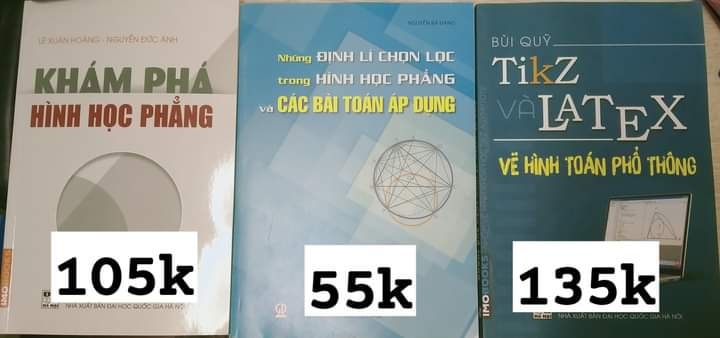 LÊ XUÂN HOÀNG - NGUYỄN ĐỨC ÁNH
KHÁM PHÁ
HÌNH HỌC PHẲNG
105k
IMOBOOKS
NHÀ XUẤT BẢN ĐẠI HỌC QUỐC GIA HÀ NỘI
NGUYỄN BÁ ĐANG
Những ĐỊNH LÍ CHỌN LỌC
trong HÌNH HỌC PHẲNG
và CÁC BÀI TOÁN ÁP DỤNG
55k
BÙI QUỸ
TikZ
VÀ LATEX
VẼ HÌNH TOÁN PHỔ THÔNG
135k
IMOBOOKS
NHÀ XUẤT BẢN ĐẠI HỌC QUỐC GIA HÀ NỘI